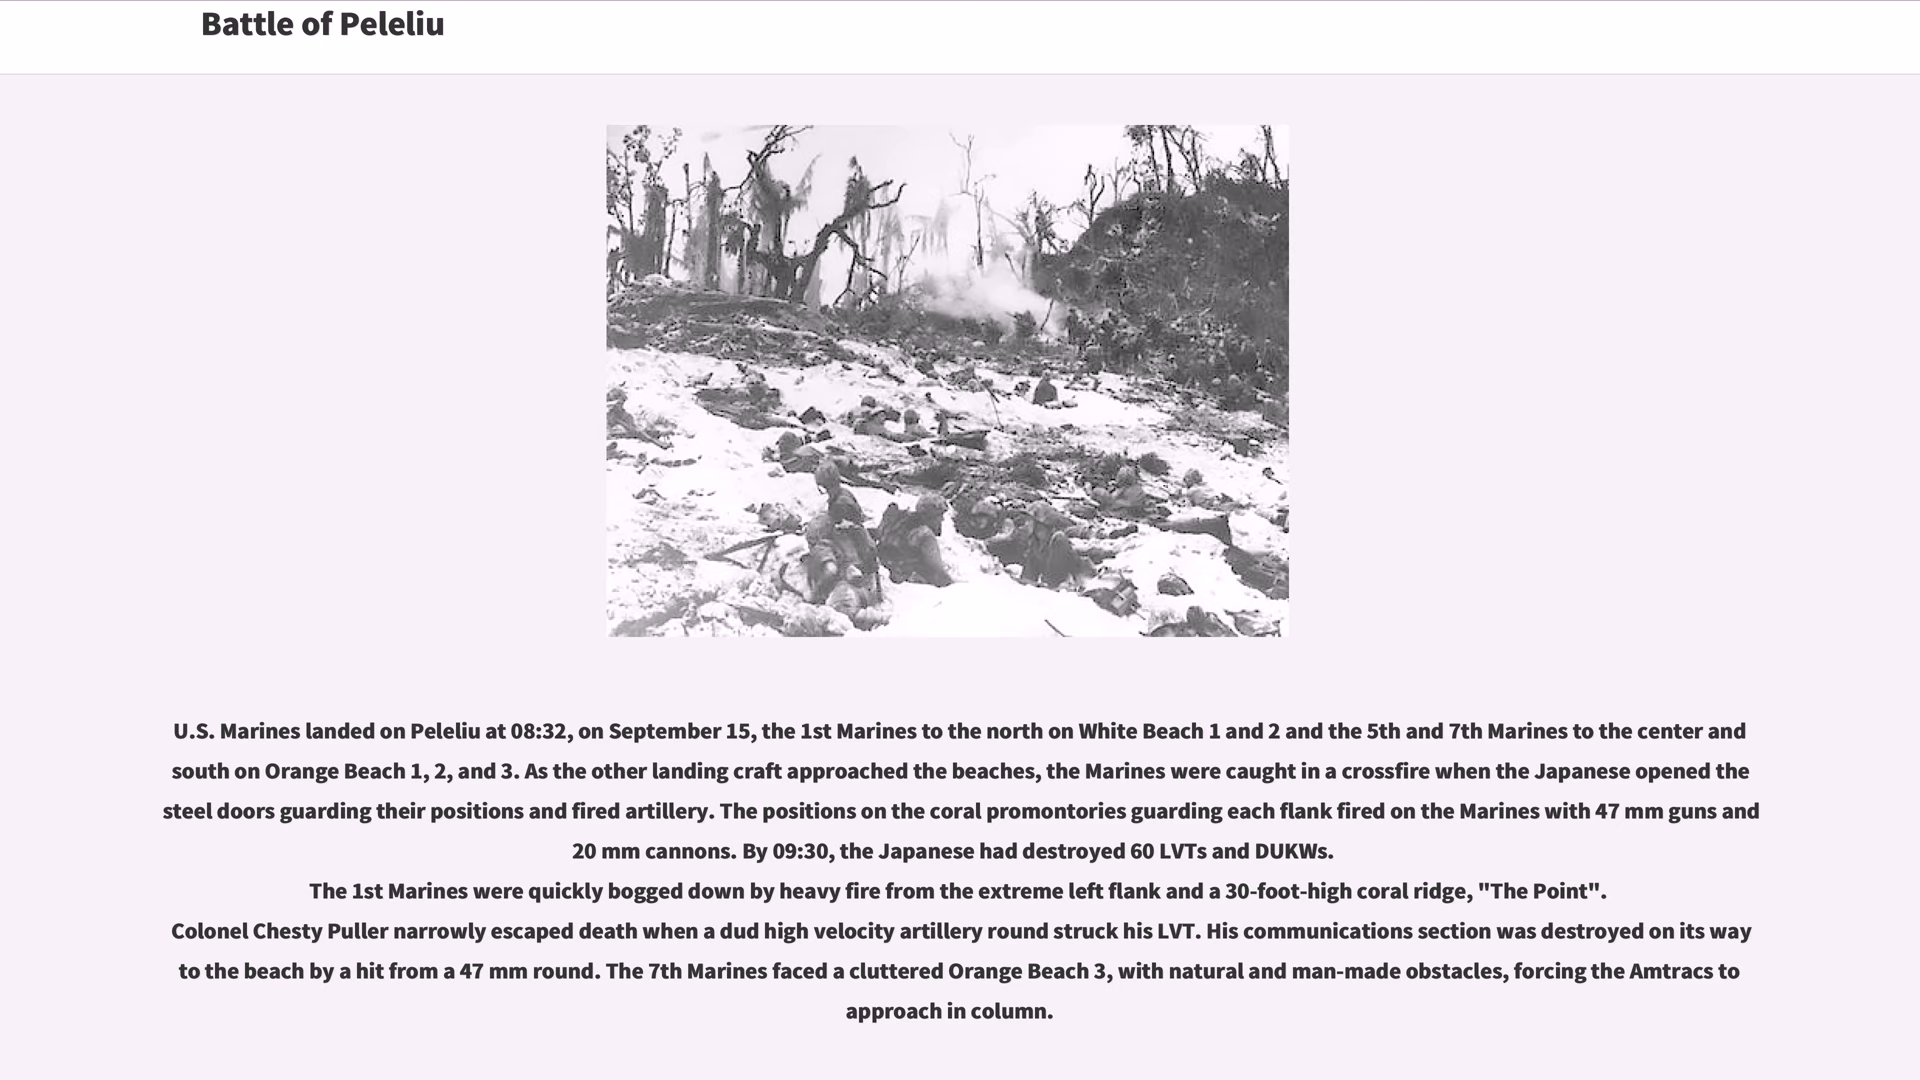 Battle of Peleliu
U.S. Marines landed on Peleliu at 08:32, on September 15, the 1st Marines to the north on White Beach 1 and 2 and the 5th and 7th Marines to the center and
south on Orange Beach 1, 2, and 3. As the other landing craft approached the beaches, the Marines were caught in a crossfire when the Japanese opened the
steel doors guarding their positions and fired artillery. The positions on the coral promontories guarding each flank fired on the Marines with 47 mm guns and
20 mm cannons. By 09:30, the Japanese had destroyed 60 LVTs and DUKWs.
The 1st Marines were quickly bogged down by heavy fire from the extreme left flank and a 30-foot-high coral ridge, "The Point".
Colonel Chesty Puller narrowly escaped death when a dud high velocity artillery round struck his LVT. His communications section was destroyed on its way
to the beach by a hit from a 47 mm round. The 7th Marines faced a cluttered Orange Beach 3, with natural and man-made obstacles, forcing the Amtracs to
approach in column.